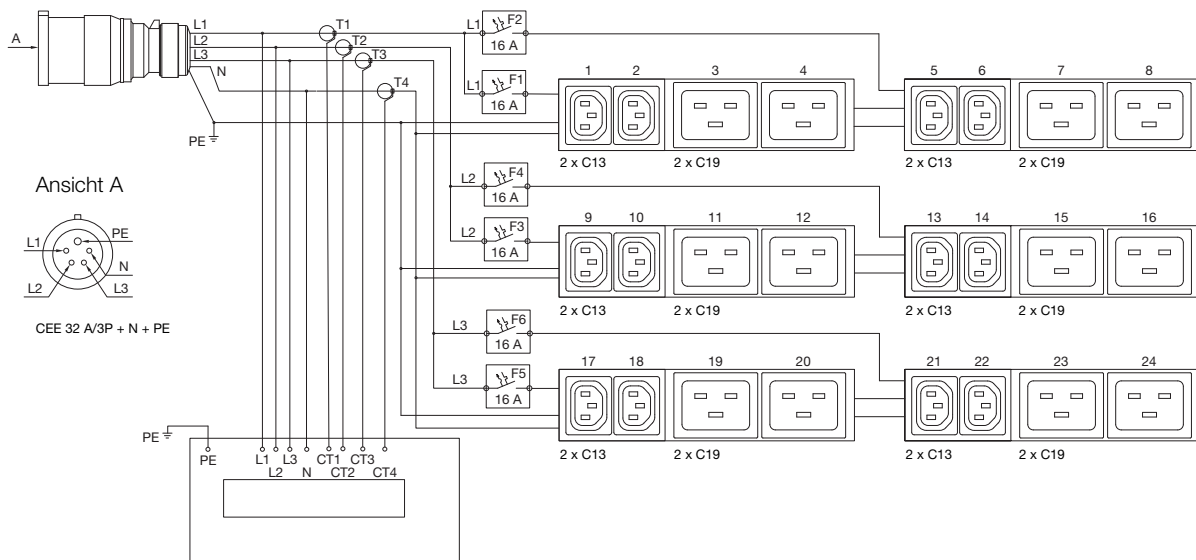 A
L1
L2
L3
N
PE
T1
T2
T3
T4
L1
F2
16 A
L1
F1
16 A
1 2 3 4
2 x C13 2 x C19
5 6 7 8
2 x C13 2 x C19
Ansicht A
L1
PE
N
L2
L3
CEE 32 A/3P + N + PE
L2
F4
16 A
L2
F3
16 A
9 10 11 12
2 x C13 2 x C19
13 14 15 16
2 x C13 2 x C19
L3
F6
16 A
L3
F5
16 A
17 18 19 20
2 x C13 2 x C19
21 22 23 24
2 x C13 2 x C19
PE
PE L1 L3 CT1 CT3
L2 N CT2 CT4